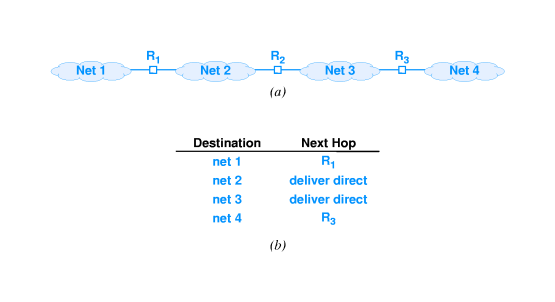 R1 R2 R3
Net 1 Net 2 Net 3 Net 4
(a)
Destination Next Hop
net 1 R1
net 2 deliver direct
net 3 deliver direct
net 4 R3
(b)